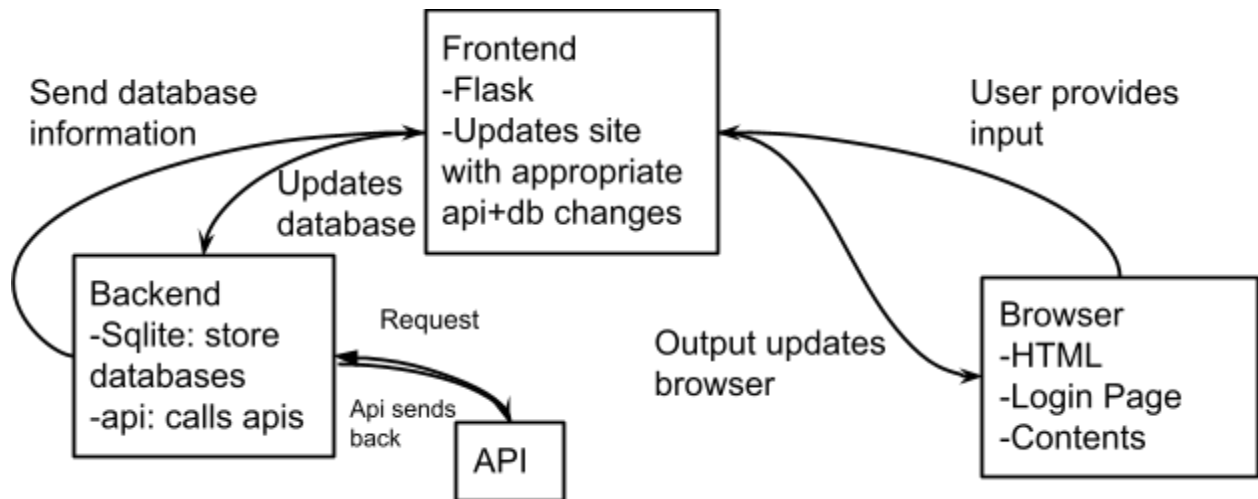 Frontend
-Flask
-Updates site
with appropriate
api+db changes
Send database
information
Updates
database
User provides
input
Backend
-Sqlite: store
databases
-api: calls apis
Request
Api sends
back
API
Output updates
browser
Browser
-HTML
-Login Page
-Contents